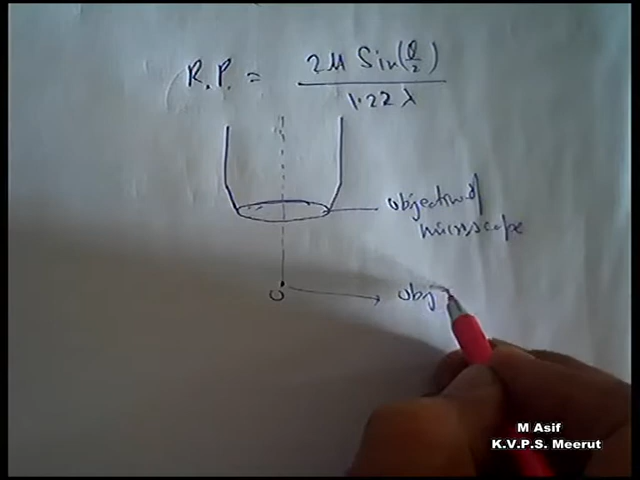 R.P. = 2μ Sin(θ/2) / 1.22 λ
objective of
microscope
O
obj
M Asif
K.V.P.S. Meerut